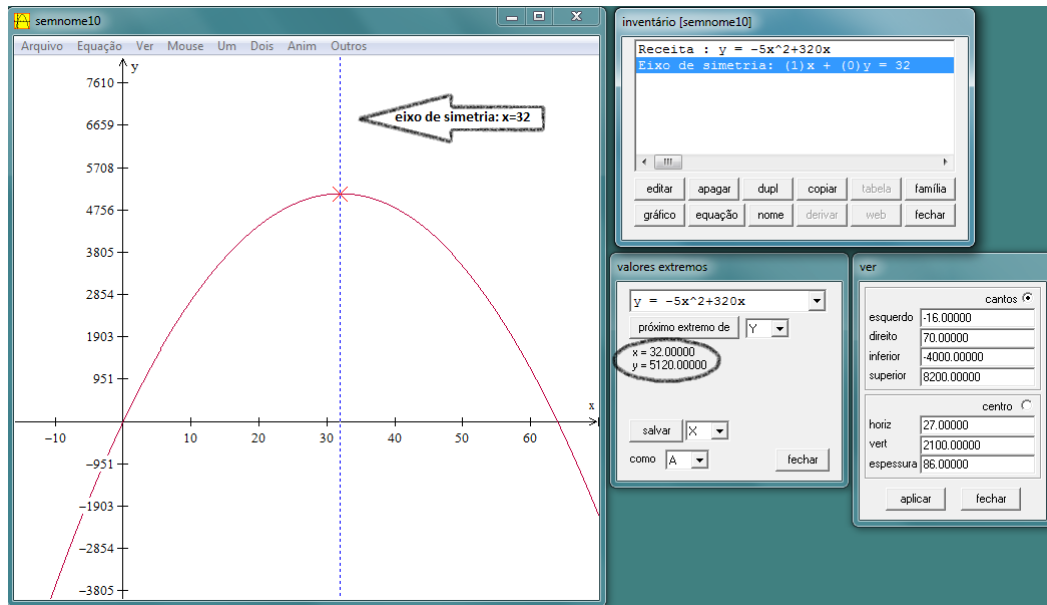 semnome10
Arquivo Equação Ver Mouse Um Dois Anim Outros
y
7610
6659
5708
4756
3805
2854
1903
951
x
−10 10 20 30 40 50 60
−951
−1903
−2854
−3805
eixo de simetria: x=32
inventário [semnome10]
Receita : y = -5x^2+320x
Eixo de simetria: (1)x + (0)y = 32
editar apagar dupl copiar tabela família
gráfico equação nome derivar web fechar
valores extremos
y = -5x^2+320x
próximo extremo de Y
x = 32.00000
y = 5120.00000
salvar X
como A fechar
ver
cantos
esquerdo -16.00000
direito 70.00000
inferior -4000.00000
superior 8200.00000
centro
horiz 27.00000
vert 2100.00000
espessura 86.00000
aplicar fechar